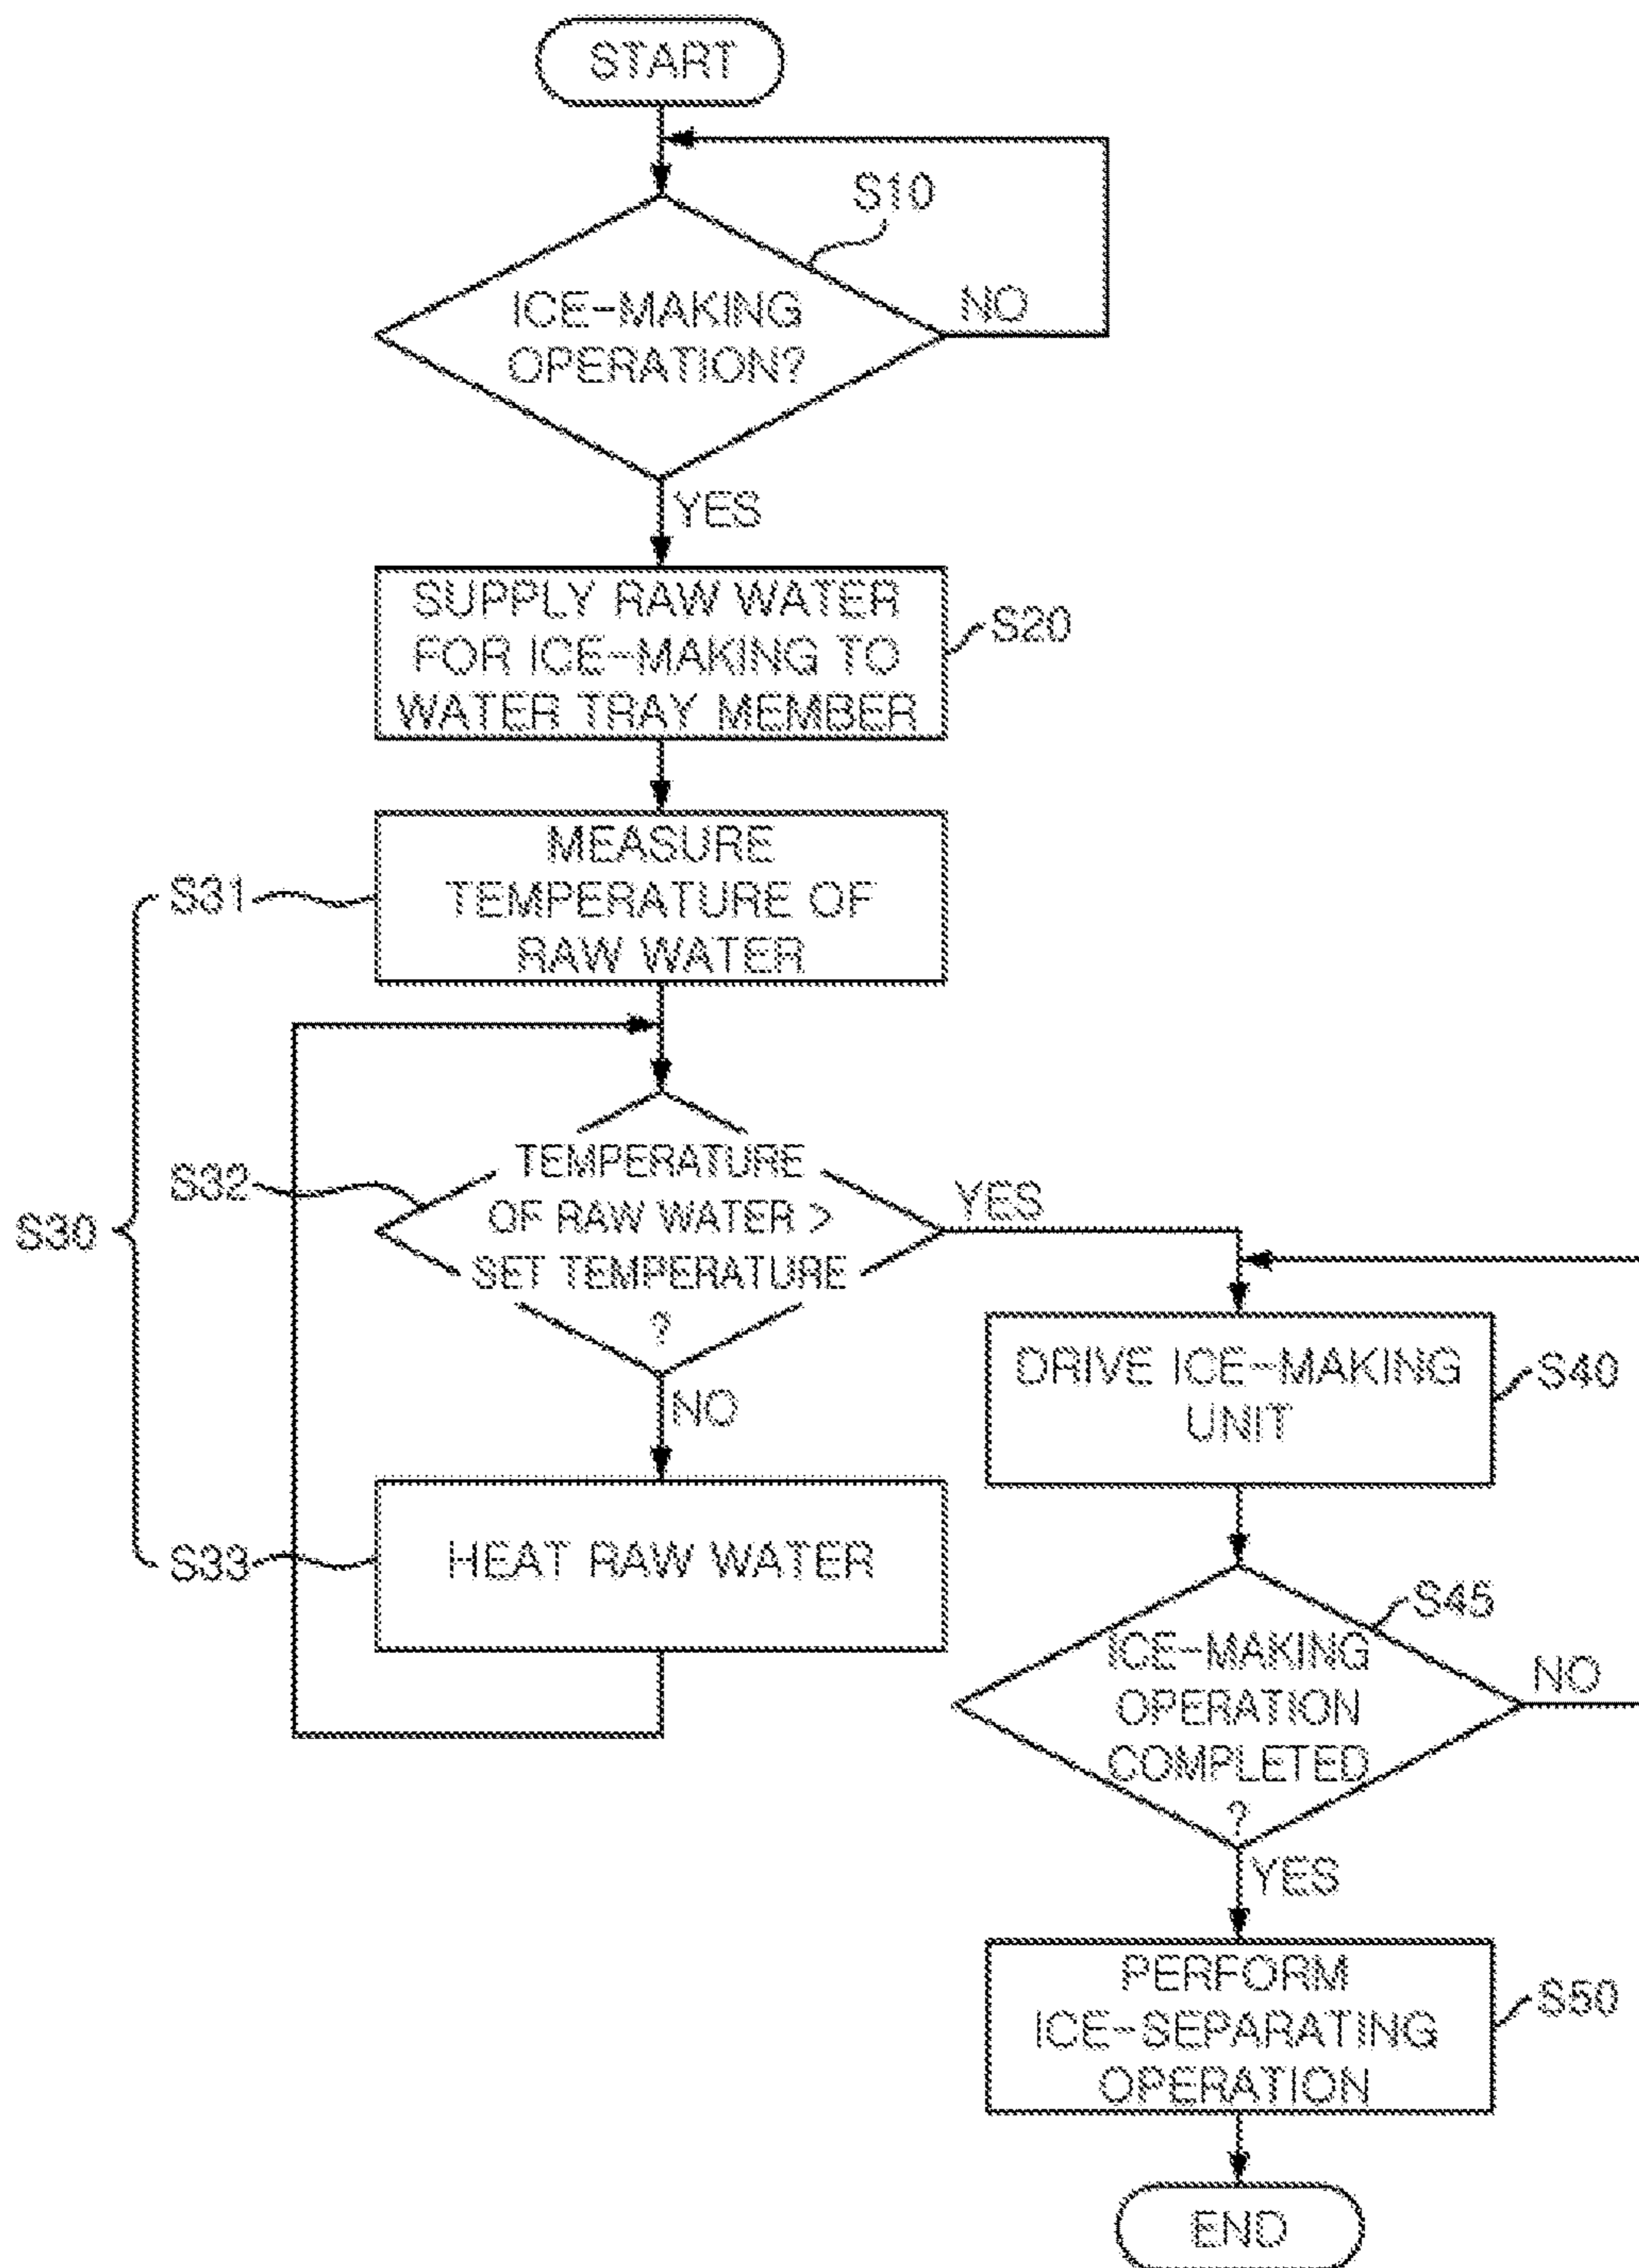 START
S10
ICE-MAKING
OPERATION?
NO
YES
SUPPLY RAW WATER
FOR ICE-MAKING TO
WATER TRAY MEMBER
S20
S30
S31
MEASURE
TEMPERATURE OF
RAW WATER
S32
TEMPERATURE
OF RAW WATER >
SET TEMPERATURE
?
YES
NO
S33
HEAT RAW WATER
DRIVE ICE-MAKING
UNIT
S40
S45
ICE-MAKING
OPERATION
COMPLETED
?
NO
YES
PERFORM
ICE-SEPARATING
OPERATION
S50
END